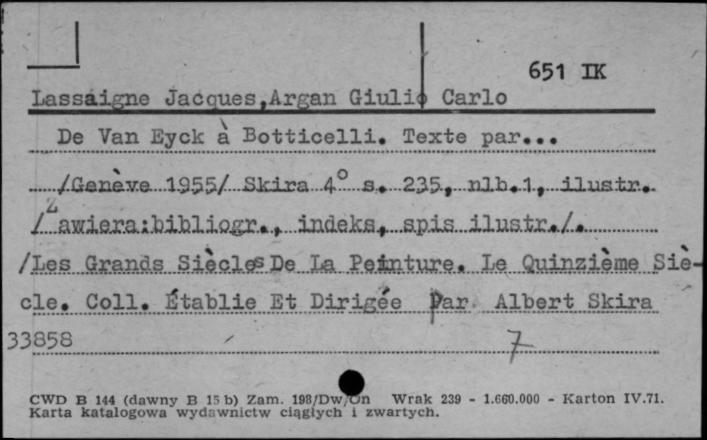 651 IK
Lassaigne Jacques,Argan Giulio Carlo
De Van Eyck à Botticelli. Texte par...
/Genève 1955/ Skira 4° s. 235, nlb.1, ilustr.
/Zawiera:bibliogr., indeks, spis ilustr./.
/Les Grands Siècles De La Peinture. Le Quinzième Siè-
cle. Coll. Établie Et Dirigée Par Albert Skira
33858
7
CWD B 144 (dawny B 15 b) Zam. 198/Dw/On Wrak 239 - 1.660.000 - Karton IV.71.
Karta katalogowa wydawnictw ciągłych i zwartych.